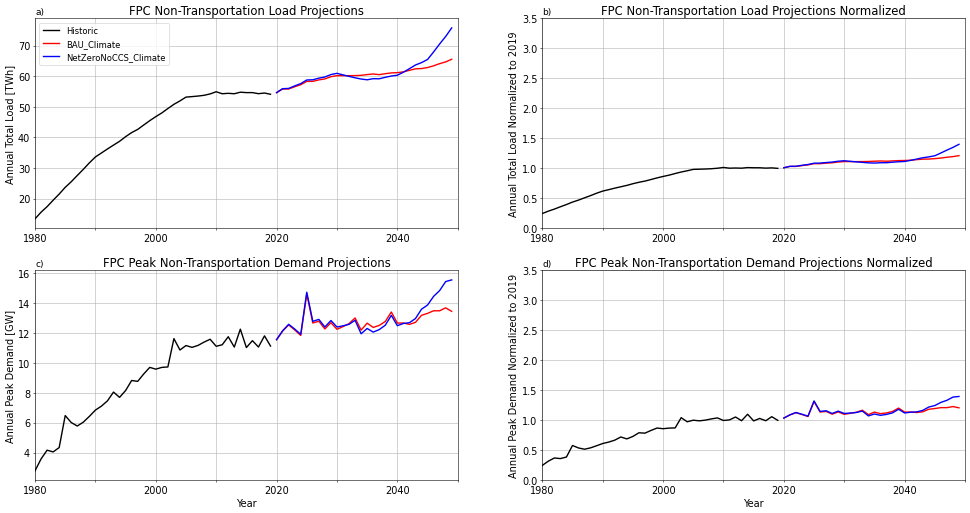 a)
FPC Non-Transportation Load Projections
Annual Total Load [TWh]
70
60
50
40
30
20
Historic
BAU_Climate
NetZeroNoCCS_Climate
1980
2000
2020
2040
b)
FPC Non-Transportation Load Projections Normalized
Annual Total Load Normalized to 2019
3.5
3.0
2.5
2.0
1.5
1.0
0.5
0.0
1980
2000
2020
2040
c)
FPC Peak Non-Transportation Demand Projections
Annual Peak Demand [GW]
16
14
12
10
8
6
4
1980
2000
2020
2040
Year
d)
FPC Peak Non-Transportation Demand Projections Normalized
Annual Peak Demand Normalized to 2019
3.5
3.0
2.5
2.0
1.5
1.0
0.5
0.0
1980
2000
2020
2040
Year